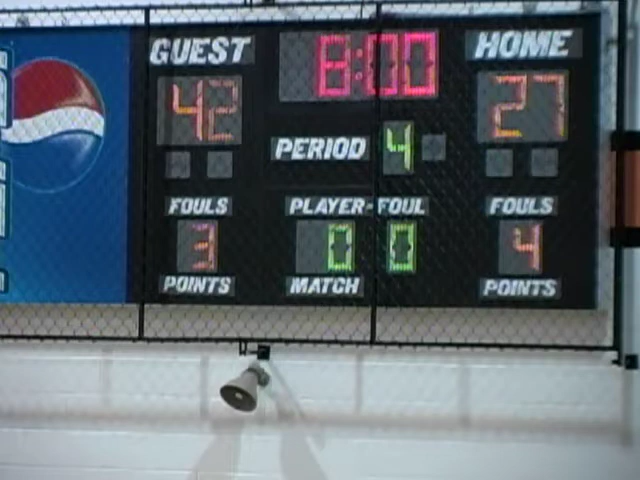 GUEST 8:00 HOME
42 27
PERIOD 4
FOULS PLAYER-FOUL FOULS
3 0 0 4
POINTS MATCH POINTS